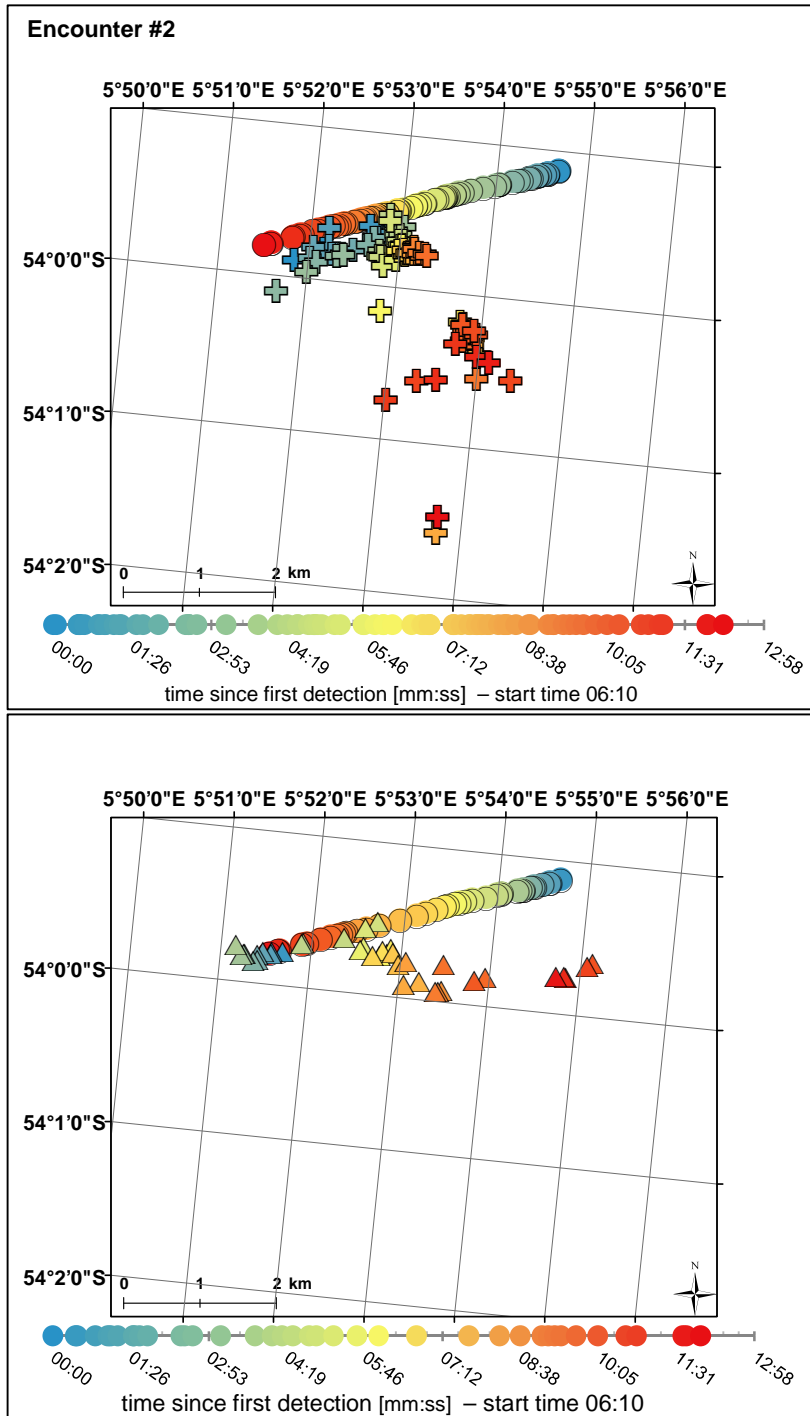 Encounter #2
5°50'0"E 5°51'0"E 5°52'0"E 5°53'0"E 5°54'0"E 5°55'0"E 5°56'0"E
54°0'0"S
54°1'0"S
54°2'0"S
0 1 2 km
N
00:00 01:26 02:53 04:19 05:46 07:12 08:38 10:05 11:31 12:58
time since first detection [mm:ss] – start time 06:10
5°50'0"E 5°51'0"E 5°52'0"E 5°53'0"E 5°54'0"E 5°55'0"E 5°56'0"E
54°0'0"S
54°1'0"S
54°2'0"S
0 1 2 km
N
00:00 01:26 02:53 04:19 05:46 07:12 08:38 10:05 11:31 12:58
time since first detection [mm:ss] – start time 06:10